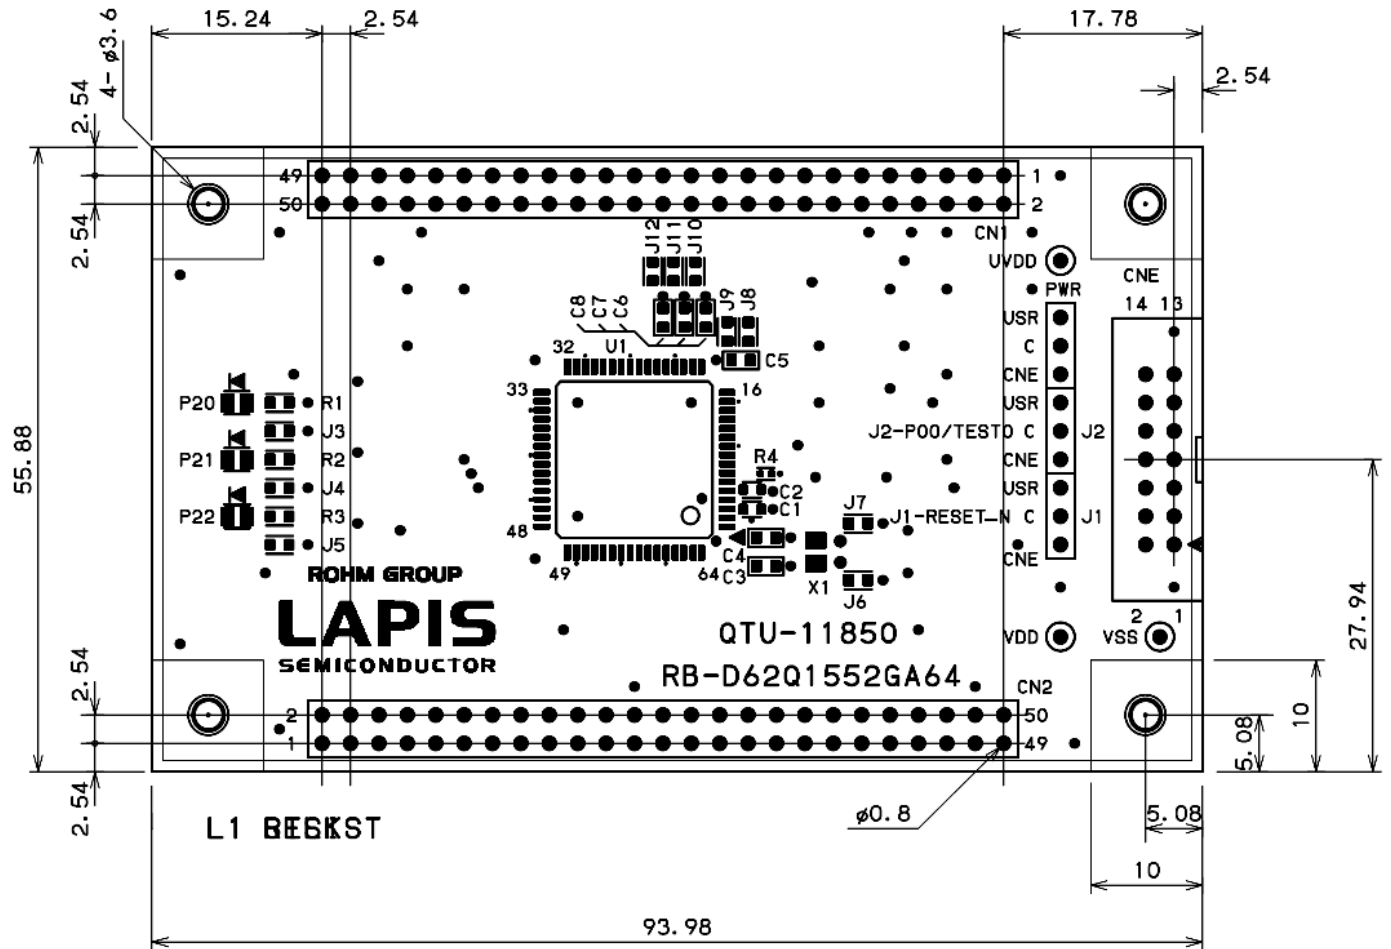 15.24
2.54
17.78
4-ø3.6
2.54
2.54
49
1
50
2
2.54
CN1
J12
J11
J10
UVDD
CNE
PWR
14 13
C8
C7
C6
J9
J8
USR
32
U1
C
C5
CNE
33
16
P20
R1
USR
J3
J2-P00/TEST0 C
J2
55.88
P21
R2
R4
CNE
J4
C2
USR
C1
J7
P22
R3
J1-RESET_N C
J1
48
J5
C4
CNE
49
64
C3
X1
J6
ROHM GROUP
LAPIS
SEMICONDUCTOR
2
1
QTU-11850
VDD
VSS
27.94
RB-D62Q1552GA64
2.54
CN2
2
50
10
1
49
5.08
2.54
L1
ø0.8
5.08
10
93.98